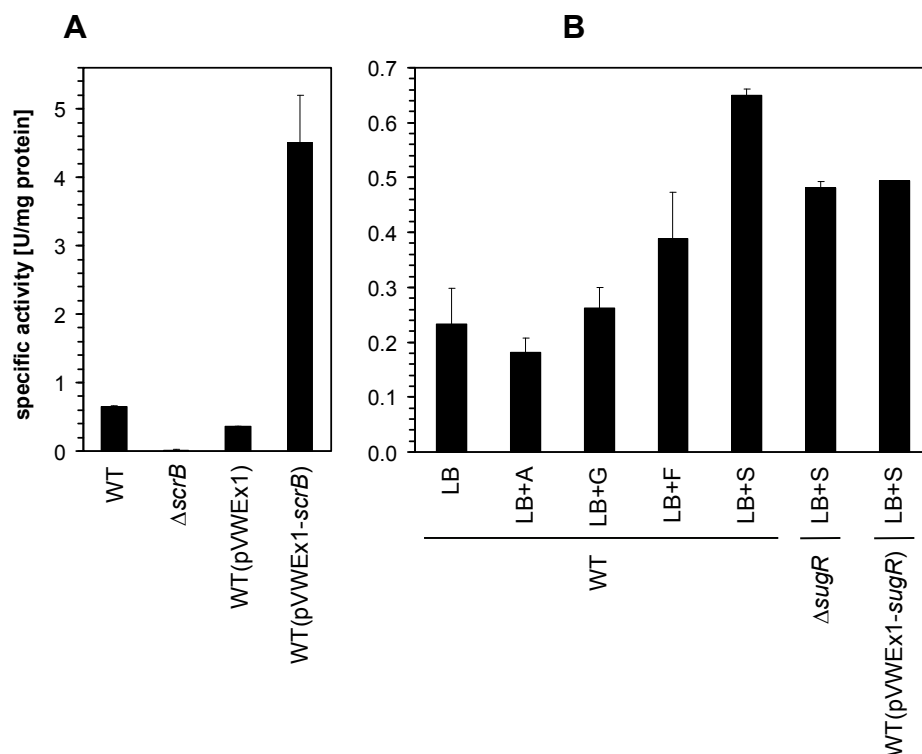 A
B
specific activity [U/mg protein]
5
4
3
2
1
0
WT
ΔscrB
WT(pVWEx1)
WT(pVWEx1-scrB)
0.7
0.6
0.5
0.4
0.3
0.2
0.1
0.0
LB
LB+A
LB+G
LB+F
LB+S
LB+S
LB+S
WT
ΔsugR
WT(pVWEx1-sugR)